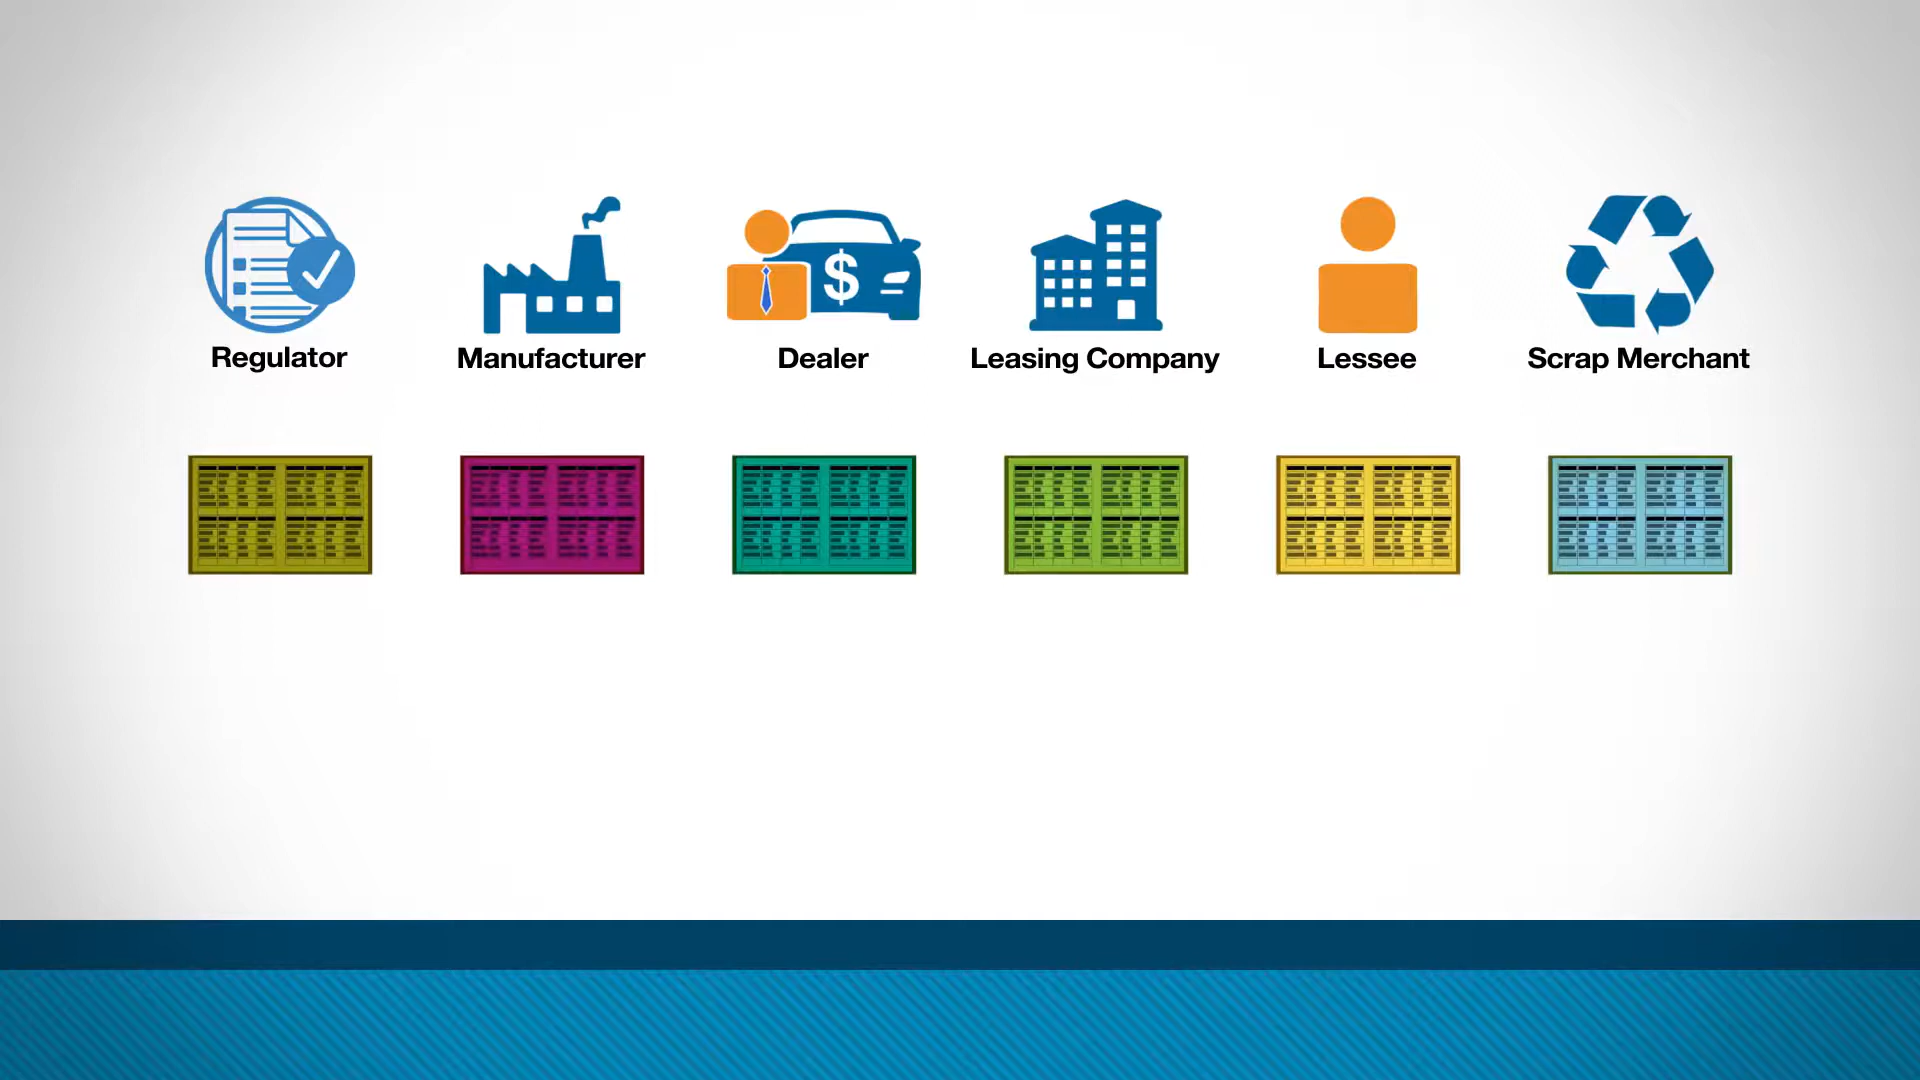 $
Regulator
Manufacturer
Dealer
Leasing Company
Lessee
Scrap Merchant